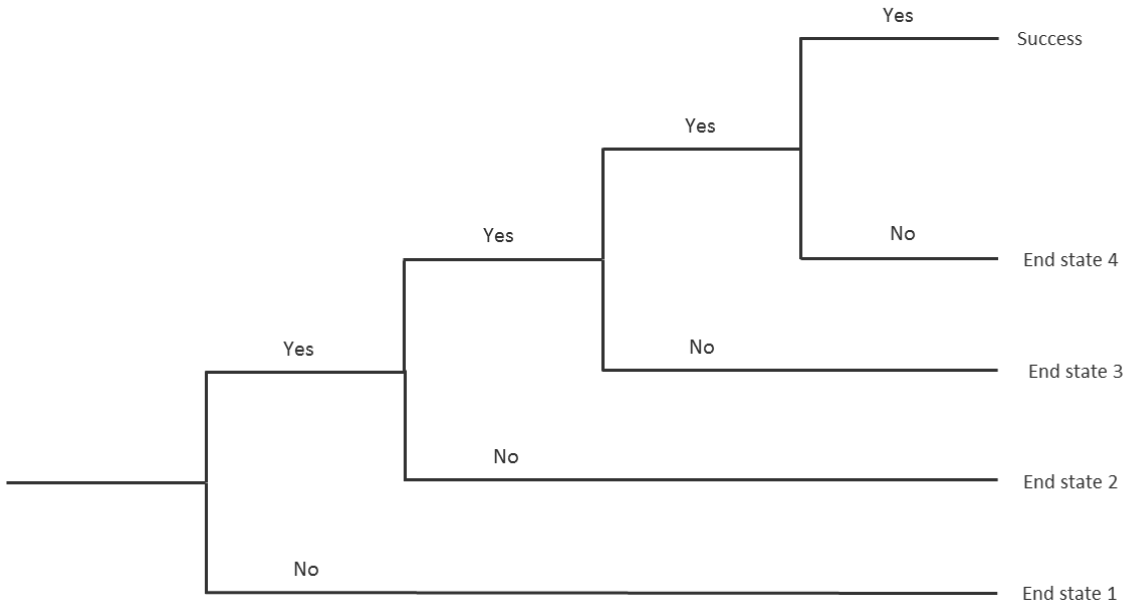 Yes
Success
Yes
No
End state 4
Yes
No
End state 3
Yes
No
End state 2
No
End state 1